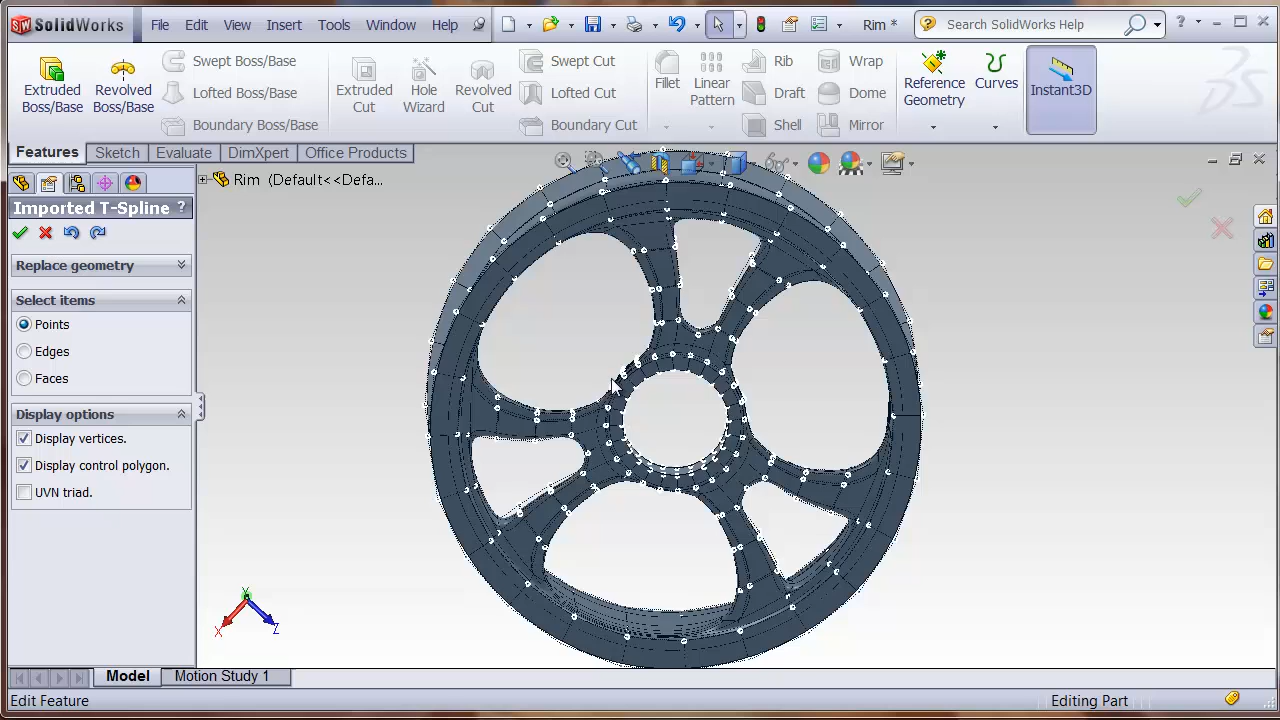 SolidWorks
File Edit View Insert Tools Window Help
Rim *
Search SolidWorks Help
Extruded Boss/Base
Revolved Boss/Base
Swept Boss/Base
Lofted Boss/Base
Boundary Boss/Base
Extruded Cut
Hole Wizard
Revolved Cut
Swept Cut
Lofted Cut
Boundary Cut
Fillet
Linear Pattern
Rib
Draft
Shell
Wrap
Dome
Mirror
Reference Geometry
Curves
Instant3D
Features Sketch Evaluate DimXpert Office Products
Rim (Default<<Defa...
Imported T-Spline ?
Replace geometry
Select items
Points
Edges
Faces
Display options
Display vertices.
Display control polygon.
UVN triad.
Y
X
Z
Model Motion Study 1
Edit Feature
Editing Part